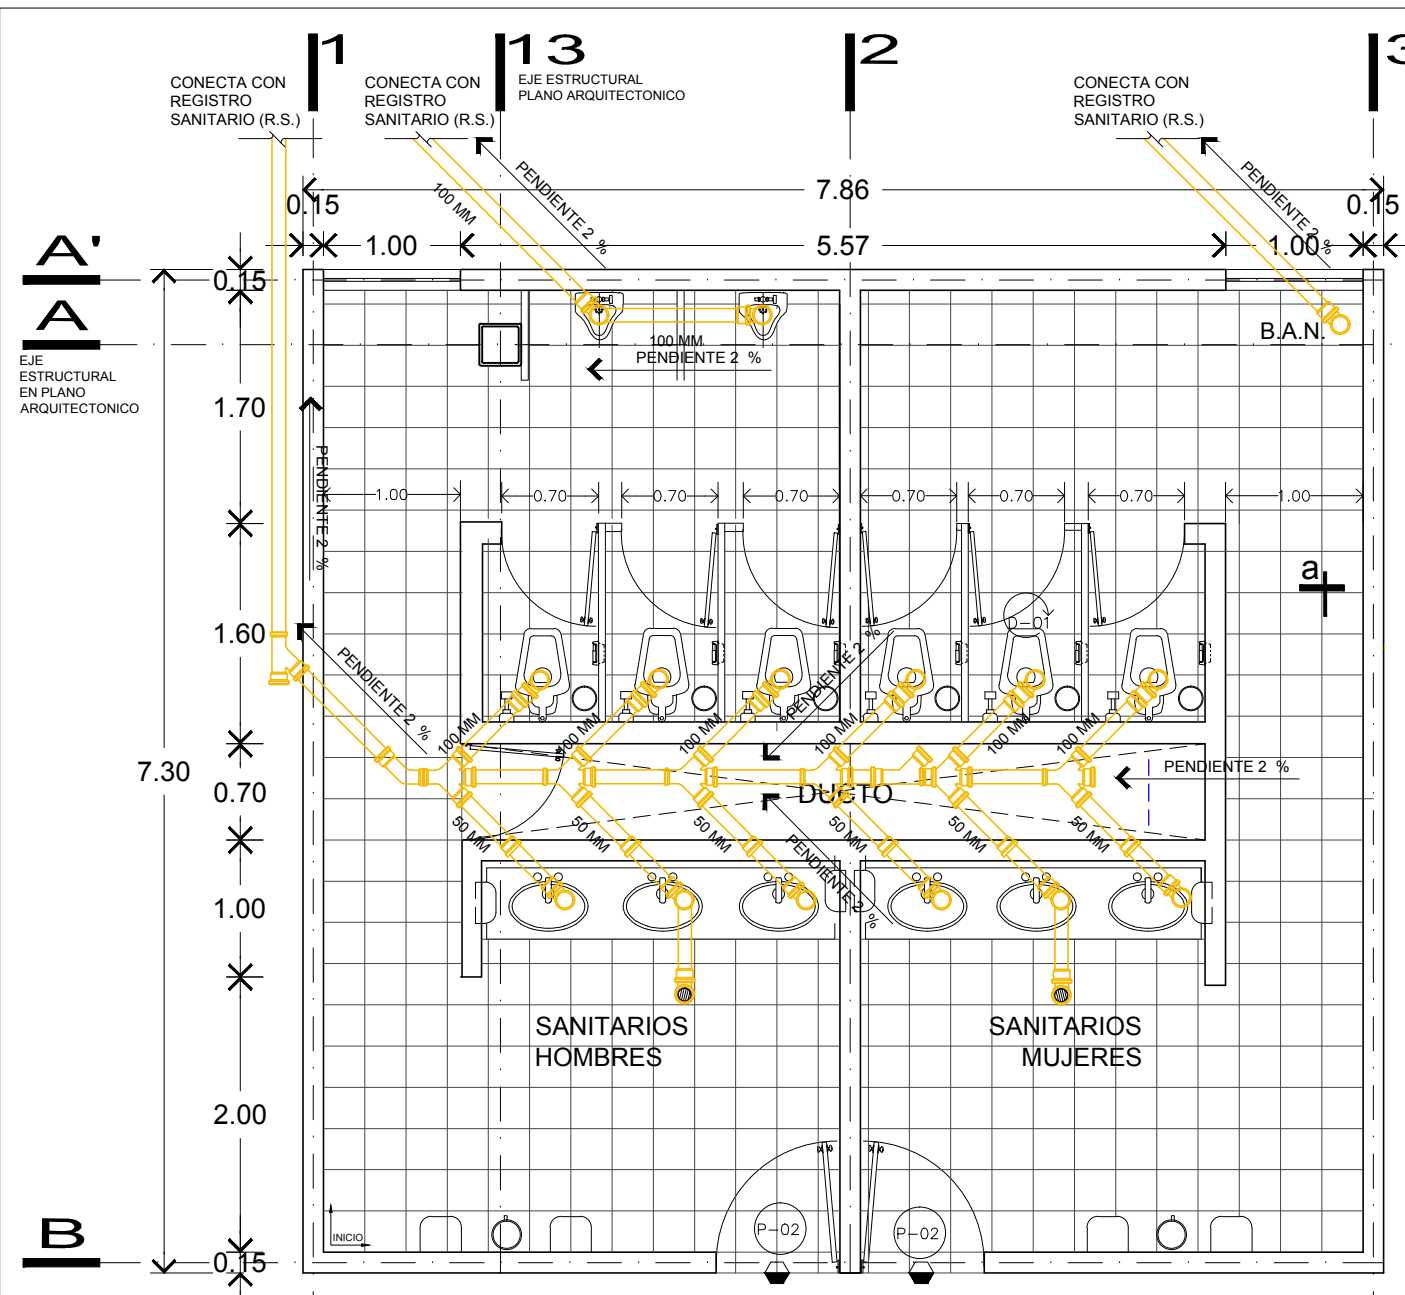 1
13
2
3
CONECTA CON
REGISTRO
SANITARIO (R.S.)
CONECTA CON
REGISTRO
SANITARIO (R.S.)
EJE ESTRUCTURAL
PLANO ARQUITECTONICO
CONECTA CON
REGISTRO
SANITARIO (R.S.)
PENDIENTE 2 %
100 MM
PENDIENTE 2 %
7.86
0.15
0.15
1.00
5.57
1.00
A'
0.15
A
EJE
ESTRUCTURAL
EN PLANO
ARQUITECTONICO
B.A.N.
100 MM
PENDIENTE 2 %
1.70
PENDIENTE 2 %
1.00
0.70
0.70
0.70
0.70
0.70
0.70
1.00
a
D-01
1.60
PENDIENTE 2 %
PENDIENTE 2 %
100 MM
100 MM
100 MM
100 MM
100 MM
100 MM
7.30
0.70
DUCTO
PENDIENTE 2 %
50 MM
50 MM
50 MM
50 MM
50 MM
50 MM
PENDIENTE 2 %
1.00
SANITARIOS
HOMBRES
SANITARIOS
MUJERES
2.00
B
0.15
INICIO
P-02
P-02